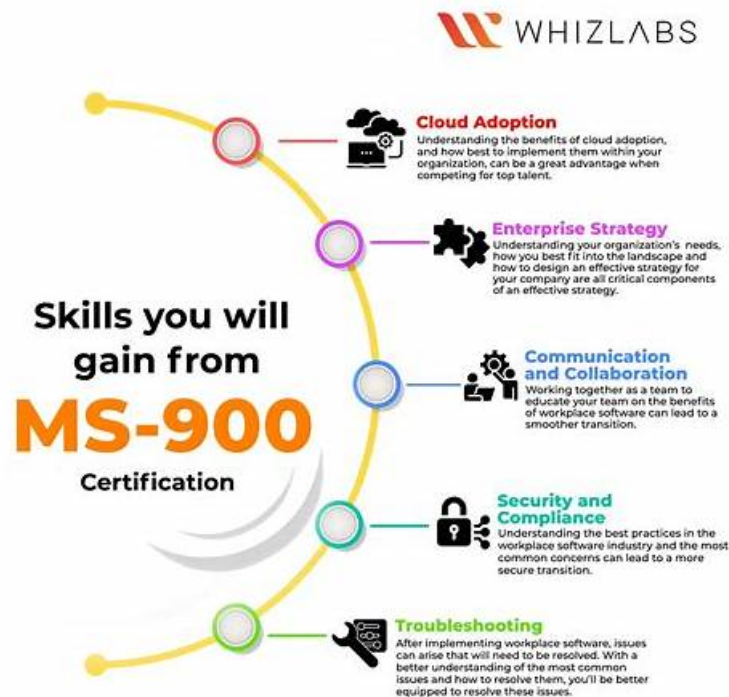 WHIZLABS
Cloud Adoption
Understanding the benefits of cloud adoption,
and how best to implement them within your
organization, can be a great advantage when
competing for top talent.
Enterprise Strategy
Understanding your organization's needs,
how you best fit into the landscape and
how to design an effective strategy for
your company are all critical components
of an effective strategy.
Skills you will
gain from
MS-900
Certification
Communication
and Collaboration
Working together as a team to
educate your team on the benefits
of workplace software can lead to a
smoother transition.
Security and
Compliance
Understanding the best practices in the
workplace software industry and the most
common concerns can lead to a more
secure transition.
Troubleshooting
After implementing workplace software, issues
can arise that will need to be resolved. With a
better understanding of the most common
issues and how to resolve them, you'll be better
equipped to resolve these issues.